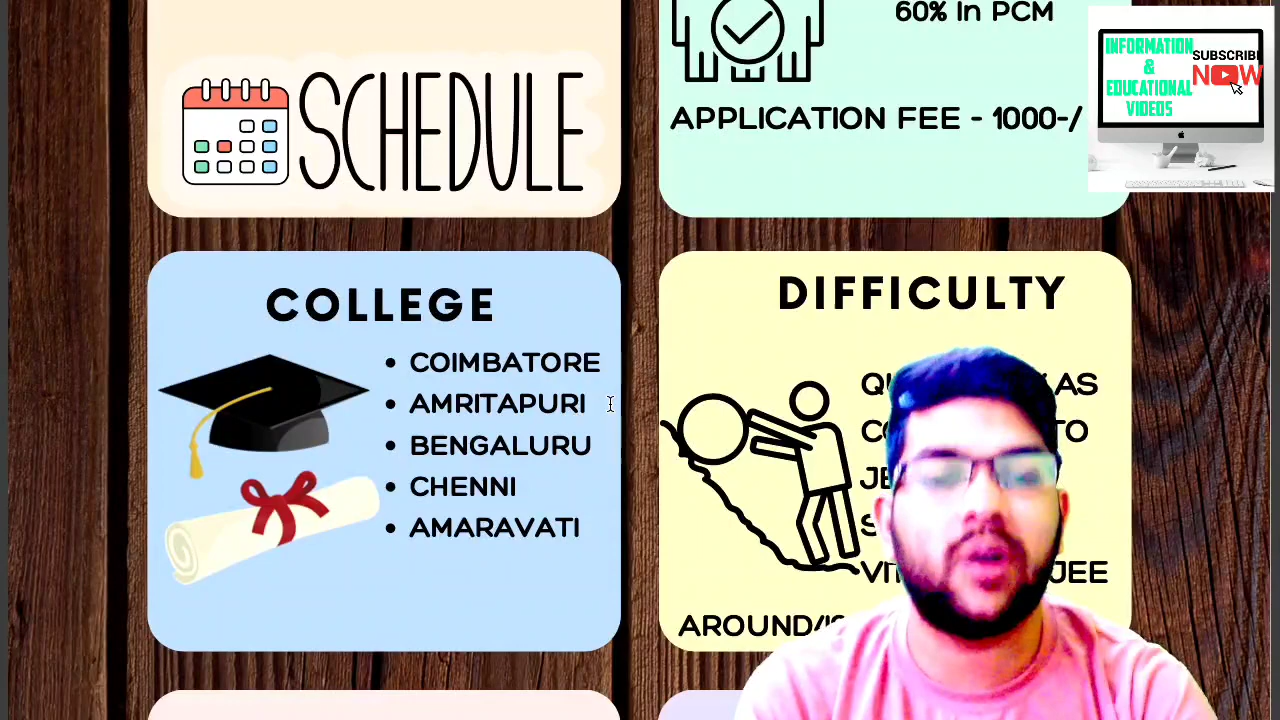 60% In PCM
SCHEDULE
APPLICATION FEE - 1000-/
INFORMATION
&
EDUCATIONAL
VIDEOS
SUBSCRIBE
NOW
COLLEGE
COIMBATORE
AMRITAPURI
BENGALURU
CHENNI
AMARAVATI
DIFFICULTY
AS
TO
JEE